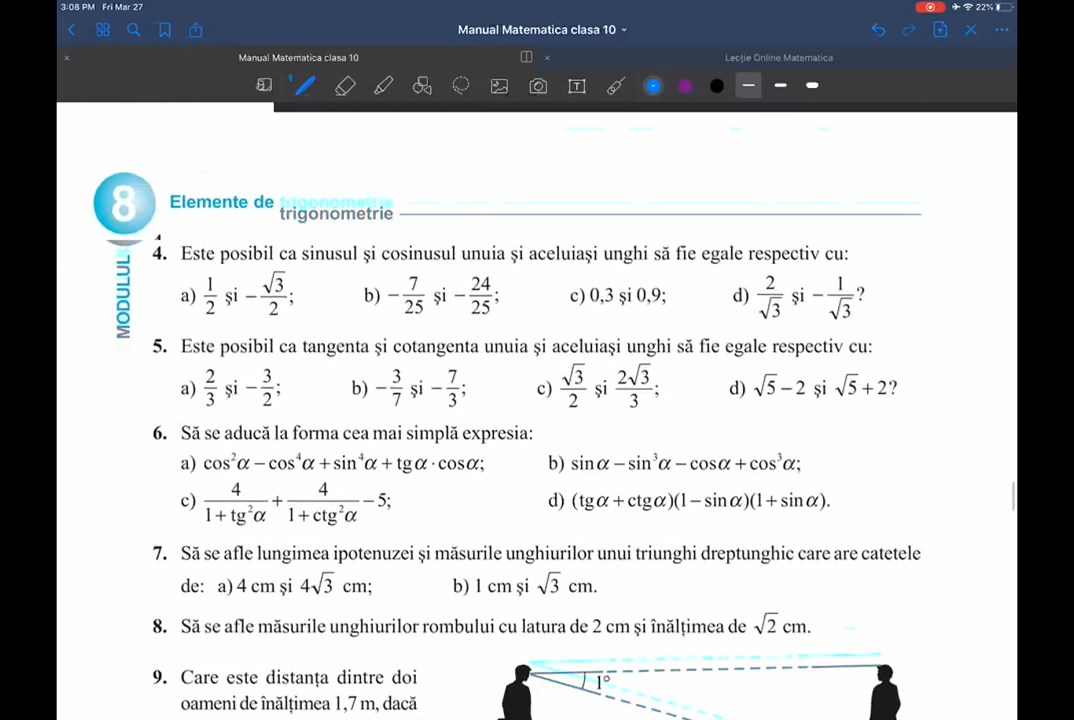 3:08 PM Fri Mar 27
22%
Manual Matematica clasa 10
Manual Matematica clasa 10
Lecție Online Matematica
8
MODULUL
Elemente de trigonometrie
trigonometrie
4. Este posibil ca sinusul și cosinusul unuia și aceluiași unghi să fie egale respectiv cu:
a) 1/2 și −√3/2; b) −7/25 și −24/25; c) 0,3 și 0,9; d) 2/√3 și −1/√3?
5. Este posibil ca tangenta și cotangenta unuia și aceluiași unghi să fie egale respectiv cu:
a) 2/3 și −3/2; b) −3/7 și −7/3; c) √3/2 și 2√3/3; d) √5−2 și √5+2?
6. Să se aducă la forma cea mai simplă expresia:
a) cos²α − cos⁴α + sin⁴α + tgα · cosα; b) sinα − sin³α − cosα + cos³α;
c) 4/(1+tg²α) + 4/(1+ctg²α) − 5; d) (tgα + ctgα)(1 − sinα)(1 + sinα).
7. Să se afle lungimea ipotenuzei și măsurile unghiurilor unui triunghi dreptunghic care are catetele
de: a) 4 cm și 4√3 cm; b) 1 cm și √3 cm.
8. Să se afle măsurile unghiurilor rombului cu latura de 2 cm și înălțimea de √2 cm.
9. Care este distanța dintre doi
oameni de înălțimea 1,7 m, dacă
1°